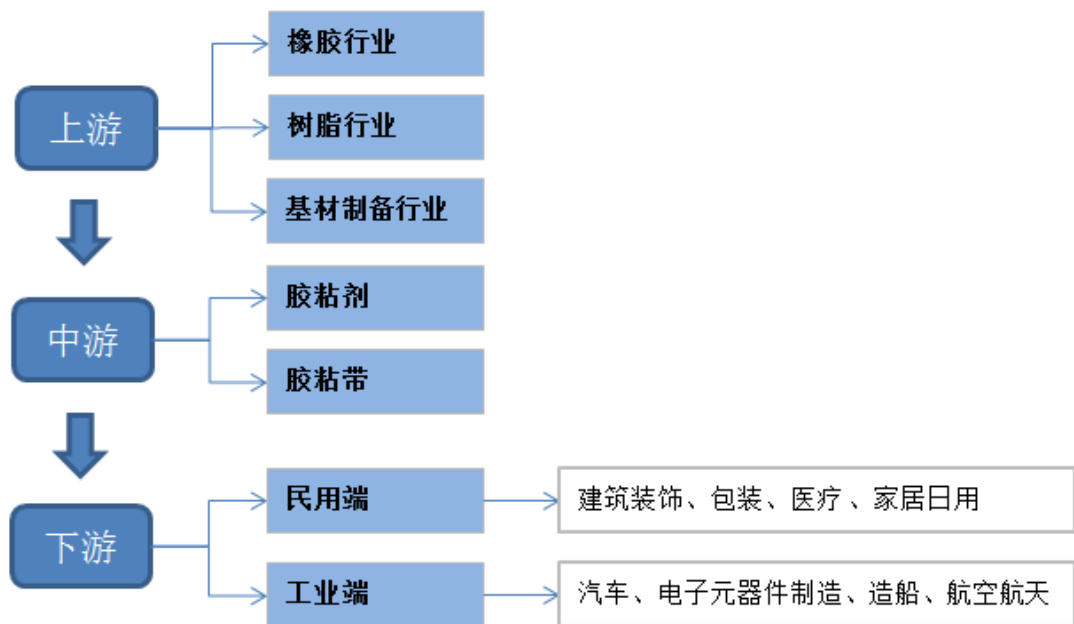 上游
橡胶行业
树脂行业
基材制备行业
中游
胶粘剂
胶粘带
下游
民用端
建筑装饰、包装、医疗、家居日用
工业端
汽车、电子元器件制造、造船、航空航天